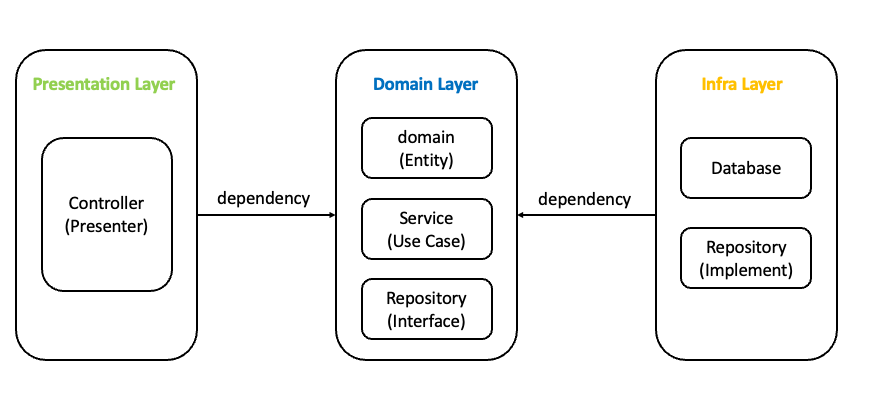 Presentation Layer
Controller
(Presenter)
dependency
Domain Layer
domain
(Entity)
Service
(Use Case)
Repository
(Interface)
dependency
Infra Layer
Database
Repository
(Implement)